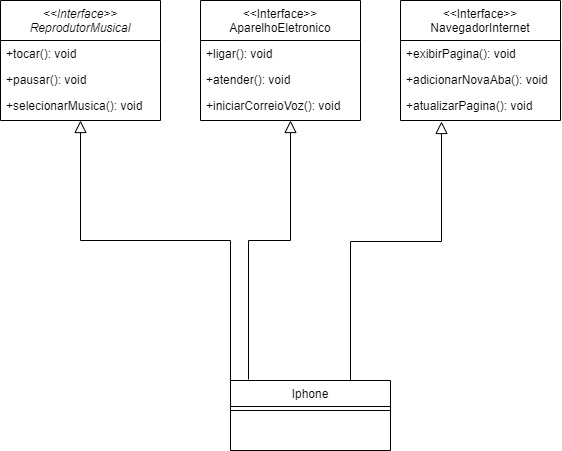 <<Interface>>
ReprodutorMusical
+tocar(): void
+pausar(): void
+selecionarMusica(): void
<<Interface>>
AparelhoEletronico
+ligar(): void
+atender(): void
+iniciarCorreioVoz(): void
<<Interface>>
NavegadorInternet
+exibirPagina(): void
+adicionarNovaAba(): void
+atualizarPagina(): void
Iphone